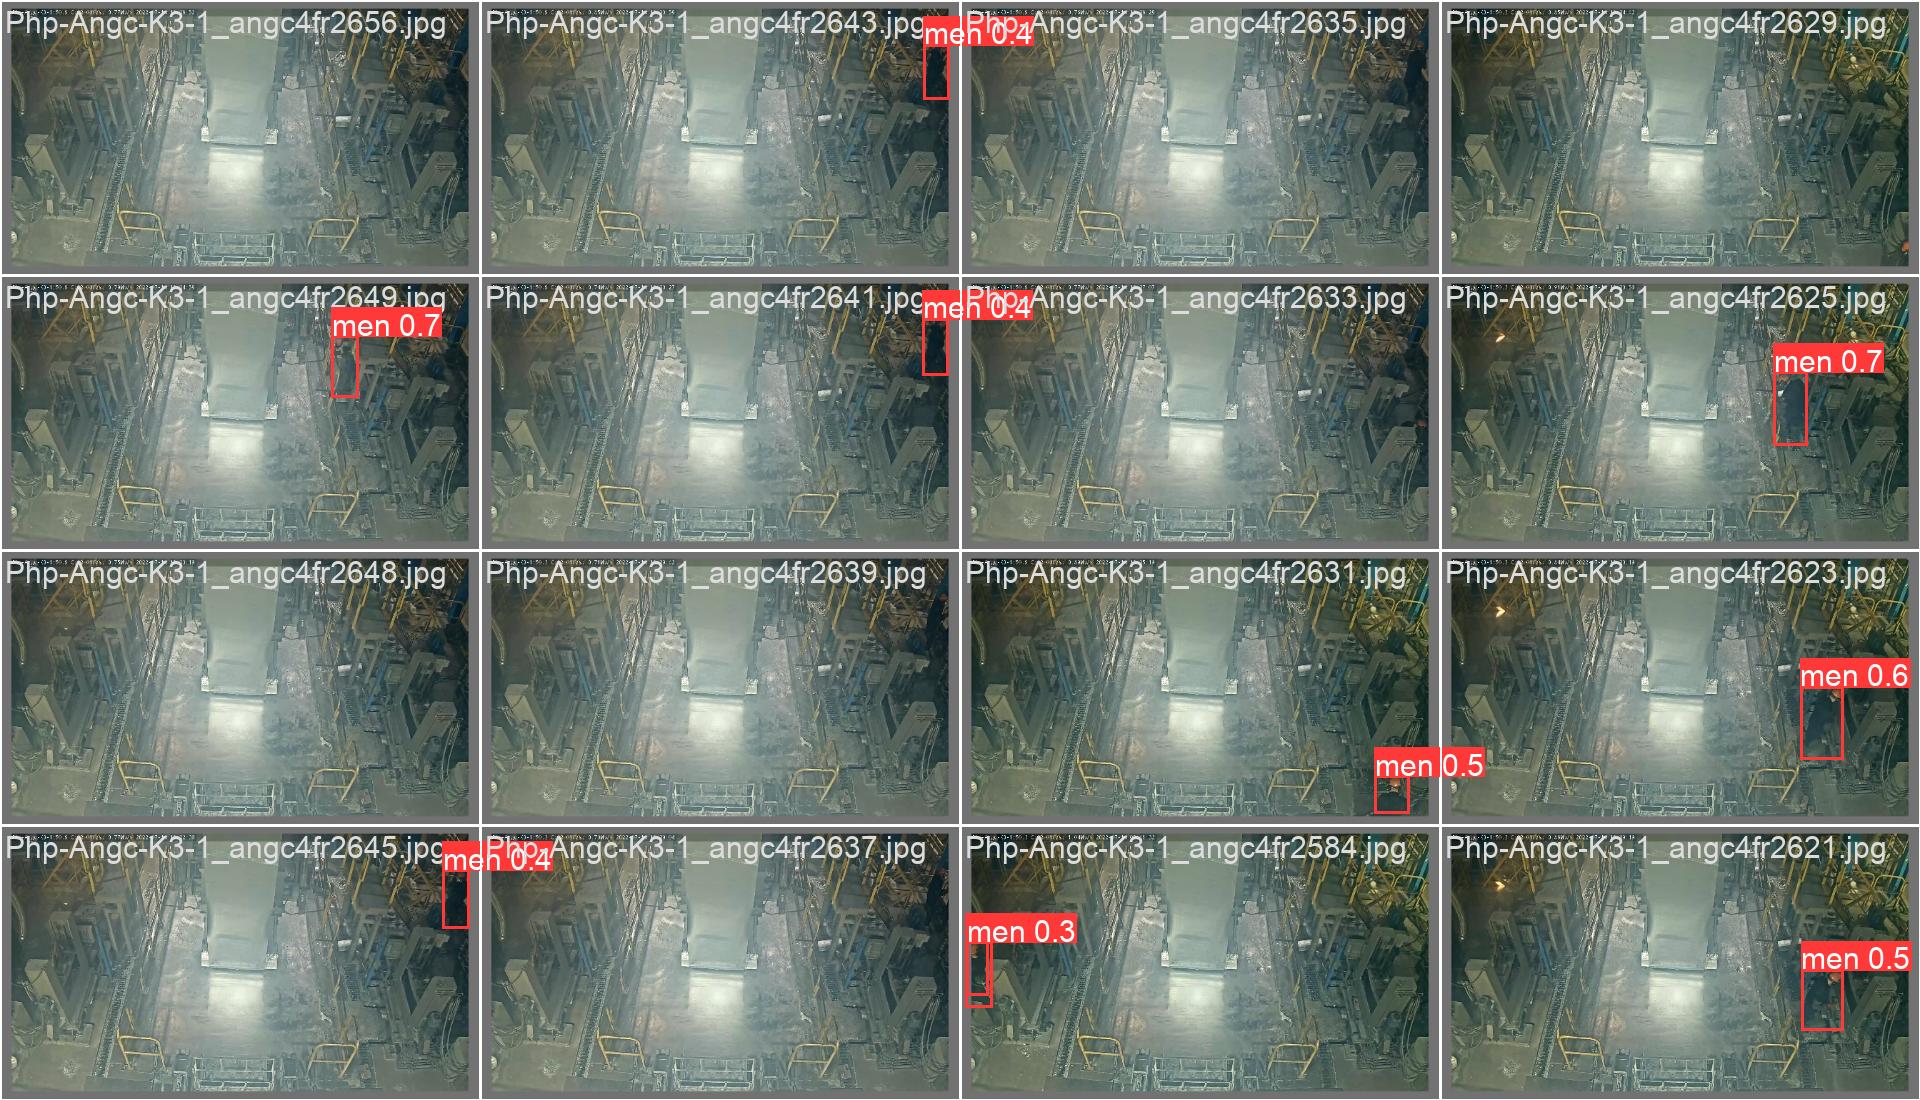 Php-Angc-K3-1_angc4fr2656.jpg
Php-Angc-K3-1_angc4fr2643.jpg
men 0.4
Php-Angc-K3-1_angc4fr2635.jpg
Php-Angc-K3-1_angc4fr2629.jpg
Php-Angc-K3-1_angc4fr2649.jpg
men 0.7
Php-Angc-K3-1_angc4fr2641.jpg
men 0.4
Php-Angc-K3-1_angc4fr2633.jpg
Php-Angc-K3-1_angc4fr2625.jpg
men 0.7
Php-Angc-K3-1_angc4fr2648.jpg
Php-Angc-K3-1_angc4fr2639.jpg
Php-Angc-K3-1_angc4fr2631.jpg
men 0.5
Php-Angc-K3-1_angc4fr2623.jpg
men 0.6
Php-Angc-K3-1_angc4fr2645.jpg
men 0.4
Php-Angc-K3-1_angc4fr2637.jpg
Php-Angc-K3-1_angc4fr2584.jpg
men 0.3
Php-Angc-K3-1_angc4fr2621.jpg
men 0.5